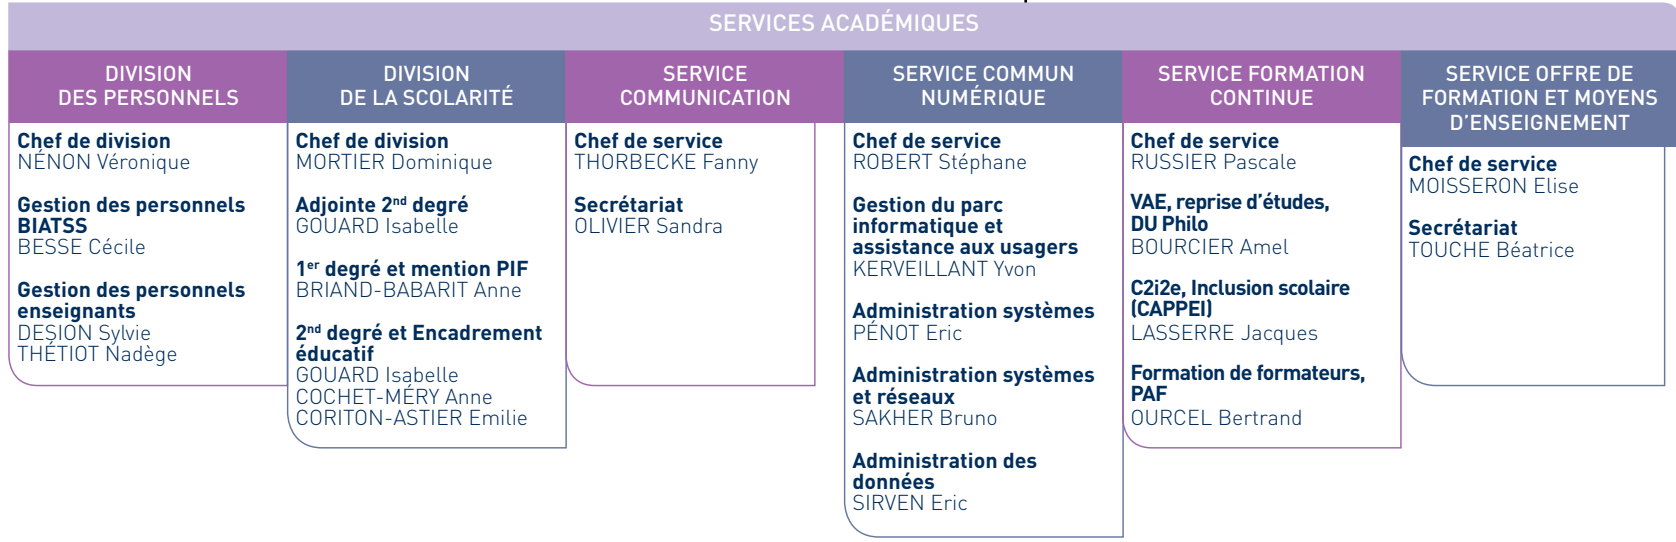 SERVICES ACADÉMIQUES
DIVISION
DES PERSONNELS
Chef de division
NÉNON Véronique
Gestion des personnels
BIATSS
BESSE Cécile
Gestion des personnels
enseignants
DESION Sylvie
THÉTIOT Nadège
DIVISION
DE LA SCOLARITÉ
Chef de division
MORTIER Dominique
Adjointe 2nd degré
GOUARD Isabelle
1er degré et mention PIF
BRIAND-BABARIT Anne
2nd degré et Encadrement
éducatif
GOUARD Isabelle
COCHET-MÉRY Anne
CORITON-ASTIER Emilie
SERVICE
COMMUNICATION
Chef de service
THORBECKE Fanny
Secrétariat
OLIVIER Sandra
SERVICE COMMUN
NUMÉRIQUE
Chef de service
ROBERT Stéphane
Gestion du parc
informatique et
assistance aux usagers
KERVEILLANT Yvon
Administration systèmes
PÉNOT Eric
Administration systèmes
et réseaux
SAKHER Bruno
Administration des
données
SIRVEN Eric
SERVICE FORMATION
CONTINUE
Chef de service
RUSSIER Pascale
VAE, reprise d'études,
DU Philo
BOURCIER Amel
C2i2e, Inclusion scolaire
(CAPPEI)
LASSERRE Jacques
Formation de formateurs,
PAF
OURCEL Bertrand
SERVICE OFFRE DE
FORMATION ET MOYENS
D'ENSEIGNEMENT
Chef de service
MOISSERON Elise
Secrétariat
TOUCHE Béatrice